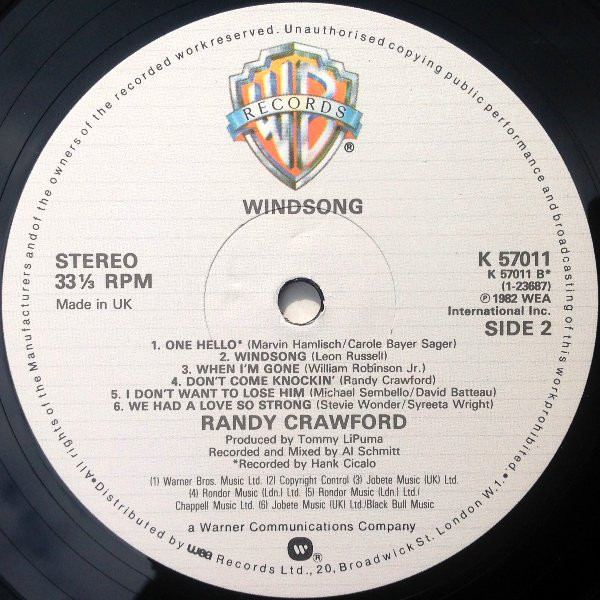 All rights of the Manufacturers and of the owners of the recorded work reserved. Unauthorised copying public performance and broadcasting of this work prohibited.
WB
RECORDS
®
WINDSONG
STEREO
33⅓ RPM
Made in UK
K 57011
K 57011 B*
(1-23687)
℗1982 WEA
International Inc.
SIDE 2
1. ONE HELLO* (Marvin Hamlisch/Carole Bayer Sager)
2. WINDSONG (Leon Russell)
3. WHEN I'M GONE (William Robinson Jr.)
4. DON'T COME KNOCKIN' (Randy Crawford)
5. I DON'T WANT TO LOSE HIM (Michael Sembello/David Batteau)
6. WE HAD A LOVE SO STRONG (Stevie Wonder/Syreeta Wright)
RANDY CRAWFORD
Produced by Tommy LiPuma
Recorded and Mixed by Al Schmitt
*Recorded by Hank Cicalo
(1) Warner Bros. Music Ltd. (2) Copyright Control (3) Jobete Music (UK) Ltd.
(4) Rondor Music (Ldn.) Ltd. (5) Rondor Music (Ldn.) Ltd./
Chappell Music Ltd. (6) Jobete Music (UK) Ltd./Black Bull Music
a Warner Communications Company
®
•Distributed by wea Records Ltd., 20, Broadwick St. London W.1.•